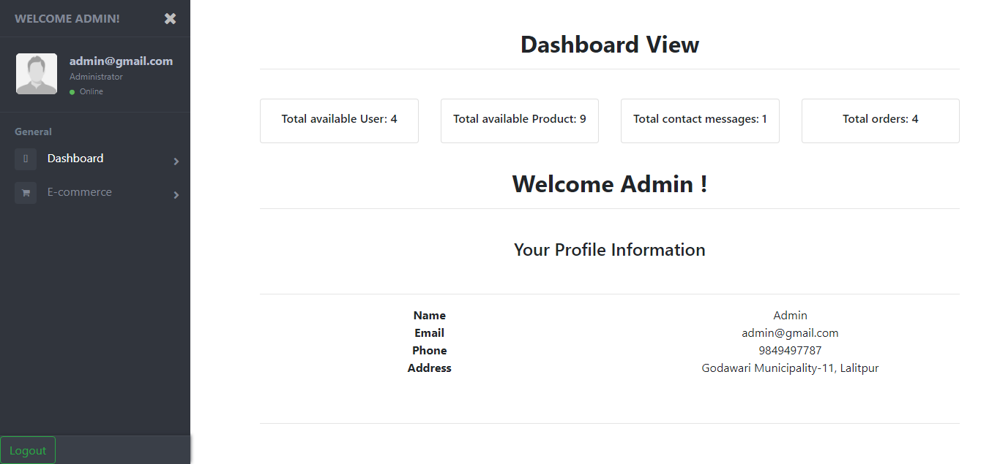 WELCOME ADMIN!
admin@gmail.com
Administrator
Online
General
Dashboard
E-commerce
Logout
Dashboard View
Total available User: 4
Total available Product: 9
Total contact messages: 1
Total orders: 4
Welcome Admin !
Your Profile Information
Name Admin
Email admin@gmail.com
Phone 9849497787
Address Godawari Municipality-11, Lalitpur